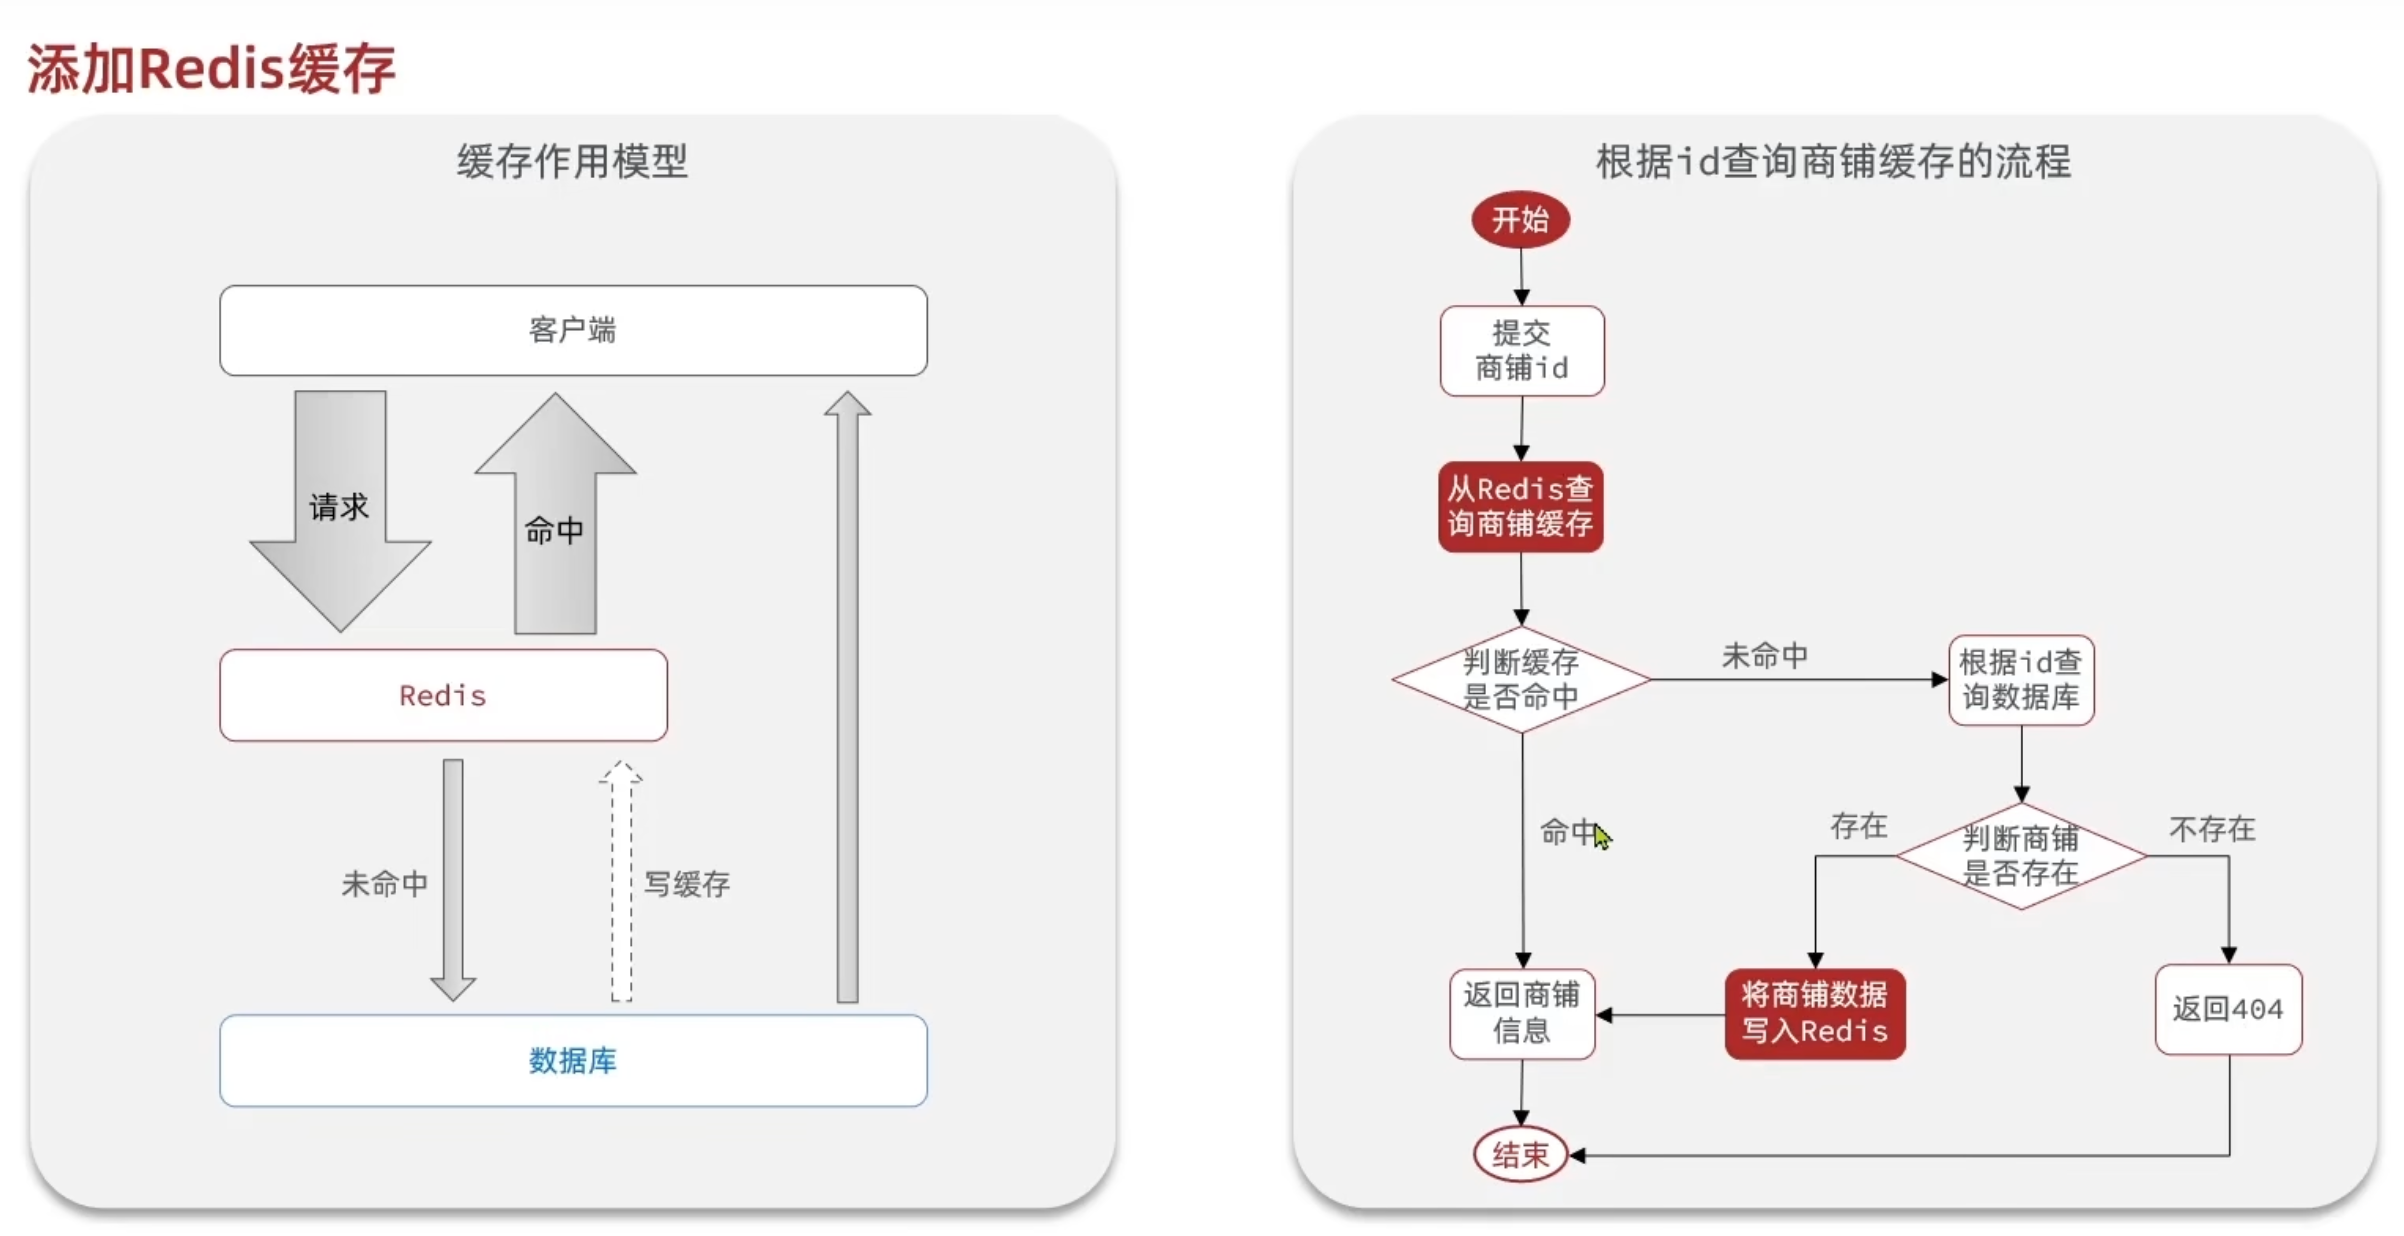 添加Redis缓存
缓存作用模型
客户端
请求
命中
Redis
未命中
写缓存
数据库
根据id查询商铺缓存的流程
开始
提交
商铺id
从Redis查
询商铺缓存
判断缓存
是否命中
未命中
根据id查
询数据库
命中
存在
判断商铺
是否存在
不存在
返回商铺
信息
将商铺数据
写入Redis
返回404
结束